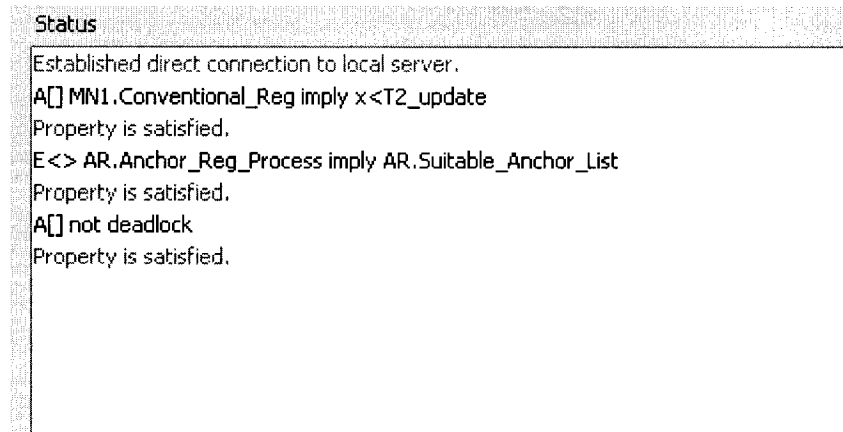 Status
Established direct connection to local server.
A[] MN1.Conventional_Reg imply x<T2_update
Property is satisfied.
E<> AR.Anchor_Reg_Process imply AR.Suitable_Anchor_List
Property is satisfied.
A[] not deadlock
Property is satisfied.